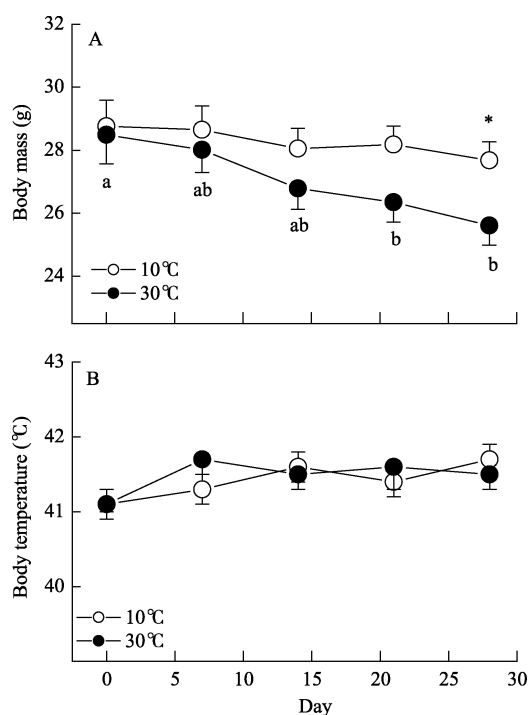 A
32
30
28
26
24
Body mass (g)
*
a
ab
ab
b
b
10℃
30℃
B
43
42
41
40
Body temperature (℃)
10℃
30℃
0 5 10 15 20 25 30
Day